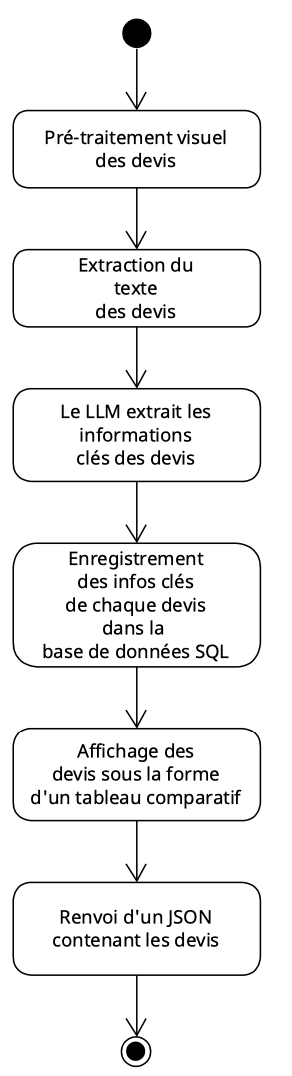 Pré-traitement visuel
des devis
Extraction du
texte
des devis
Le LLM extrait les
informations
clés des devis
Enregistrement
des infos clés
de chaque devis
dans la
base de données SQL
Affichage des
devis sous la forme
d'un tableau comparatif
Renvoi d'un JSON
contenant les devis